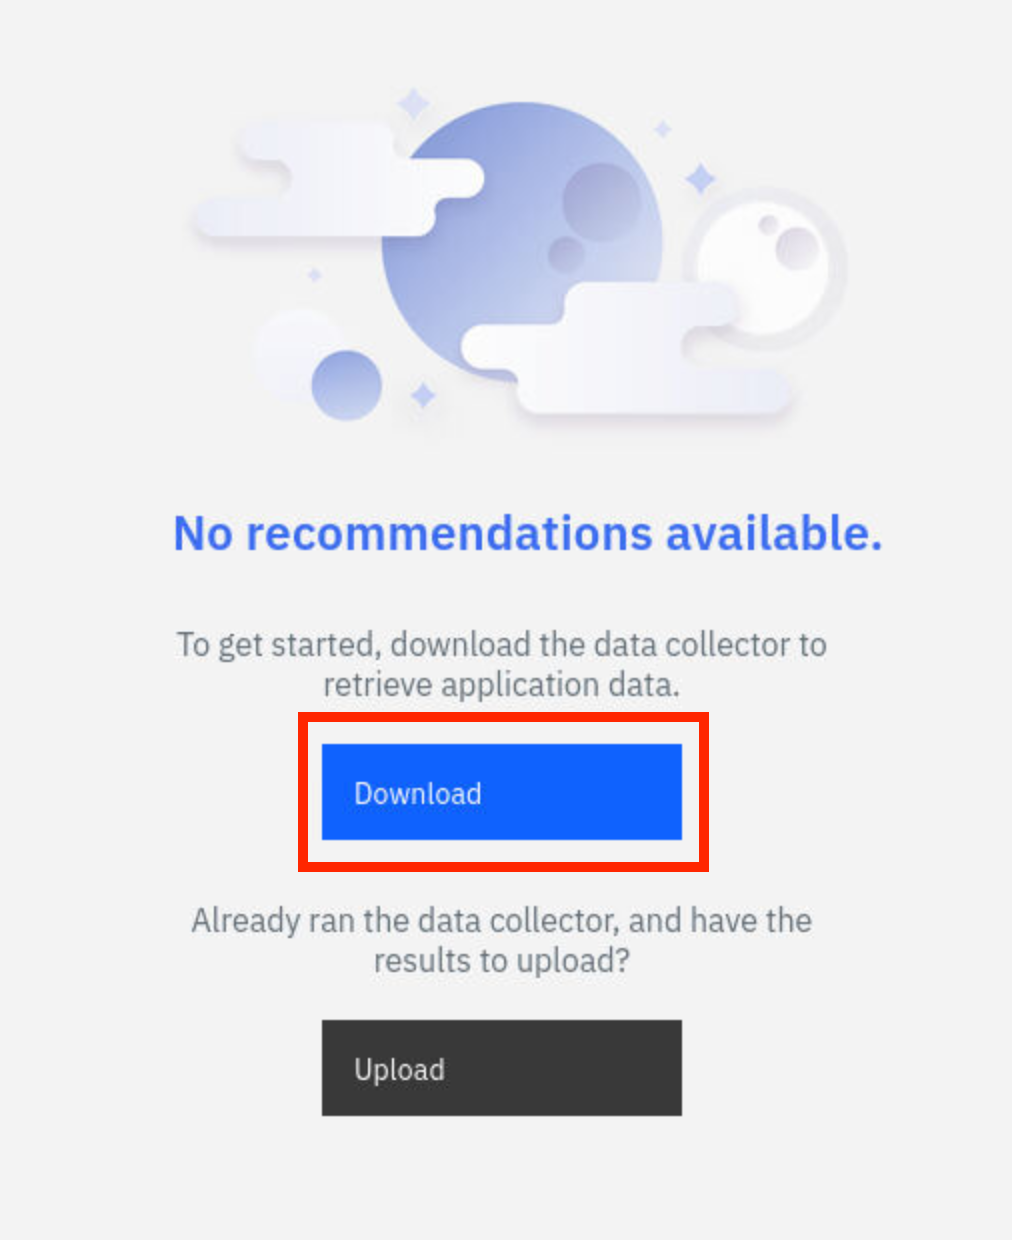 No recommendations available.
To get started, download the data collector to
retrieve application data.
Download
Already ran the data collector, and have the
results to upload?
Upload